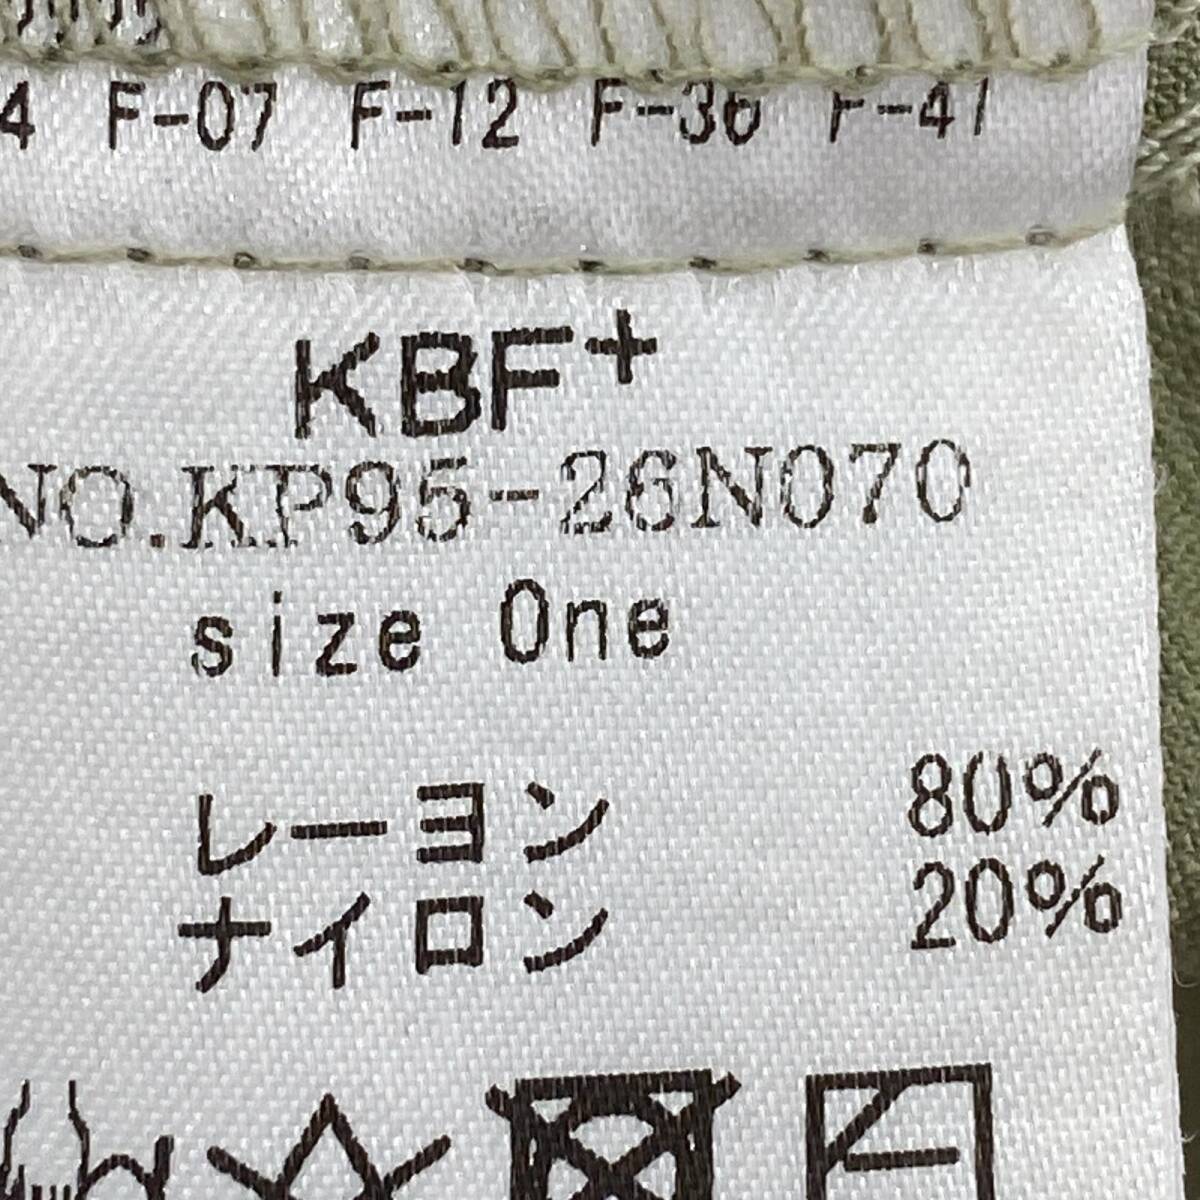 4 F-07 F-12 F-36 F-41
KBF+
NO.KP95-26N070
size One
レーヨン 80%
ナイロン 20%